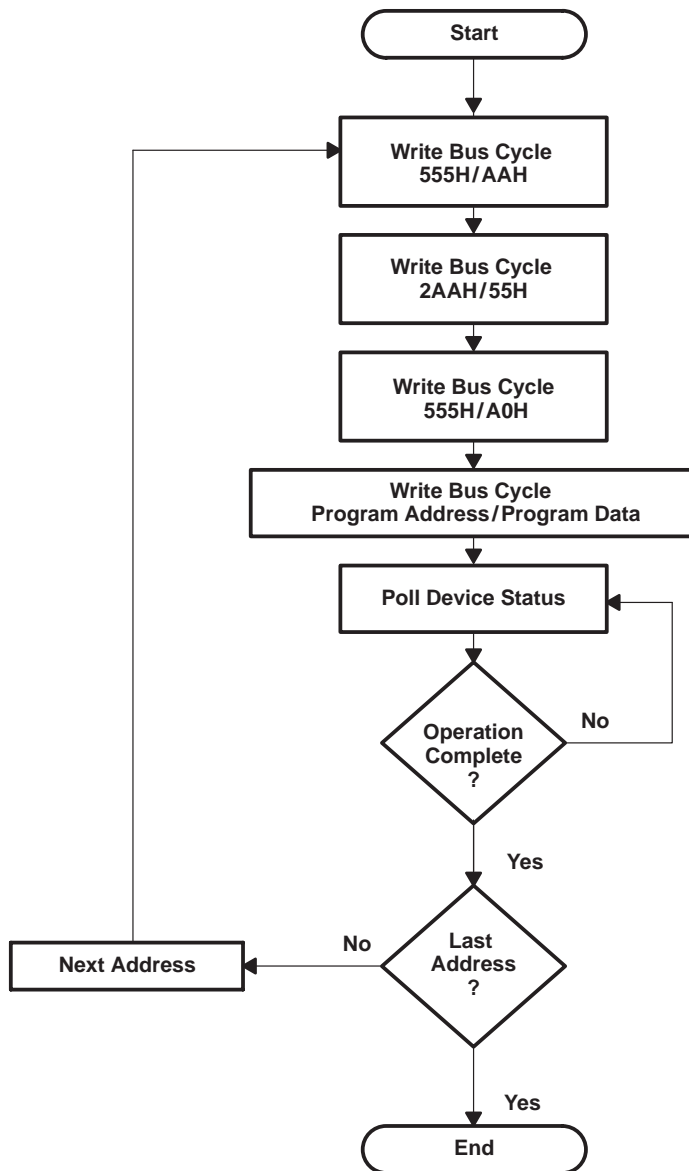 Start
Write Bus Cycle
555H/AAH
Write Bus Cycle
2AAH/55H
Write Bus Cycle
555H/A0H
Write Bus Cycle
Program Address/Program Data
Poll Device Status
Operation
Complete
?
No
Yes
Last
Address
?
No
Next Address
Yes
End